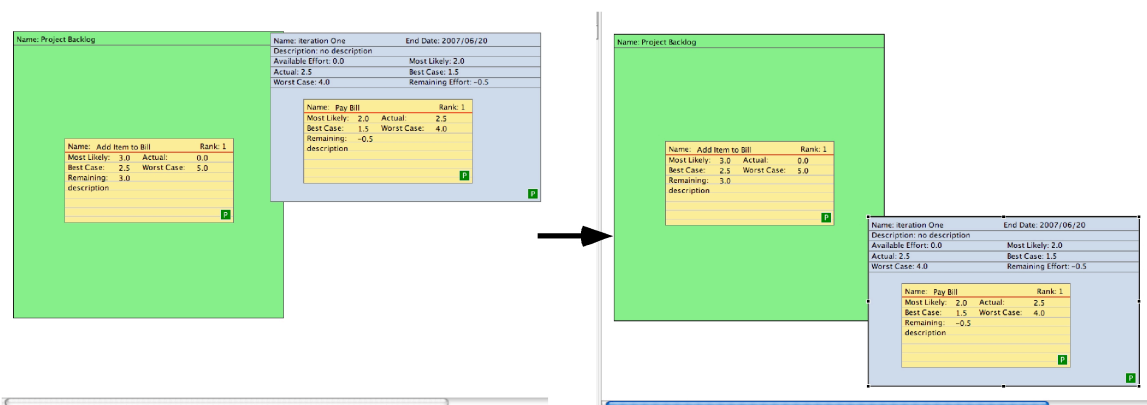 Name: Project Backlog
Name: iteration One End Date: 2007/06/20
Description: no description
Available Effort: 0.0 Most Likely: 2.0
Actual: 2.5 Best Case: 1.5
Worst Case: 4.0 Remaining Effort: -0.5
Name: Pay Bill Rank: 1
Most Likely: 2.0 Actual: 2.5
Best Case: 1.5 Worst Case: 4.0
Remaining: -0.5
description
P
P
Name: Add Item to Bill Rank: 1
Most Likely: 3.0 Actual: 0.0
Best Case: 2.5 Worst Case: 5.0
Remaining: 3.0
description
P
Name: Project Backlog
Name: Add Item to Bill Rank: 1
Most Likely: 3.0 Actual: 0.0
Best Case: 2.5 Worst Case: 5.0
Remaining: 3.0
description
P
Name: iteration One End Date: 2007/06/20
Description: no description
Available Effort: 0.0 Most Likely: 2.0
Actual: 2.5 Best Case: 1.5
Worst Case: 4.0 Remaining Effort: -0.5
Name: Pay Bill Rank: 1
Most Likely: 2.0 Actual: 2.5
Best Case: 1.5 Worst Case: 4.0
Remaining: -0.5
description
P
P